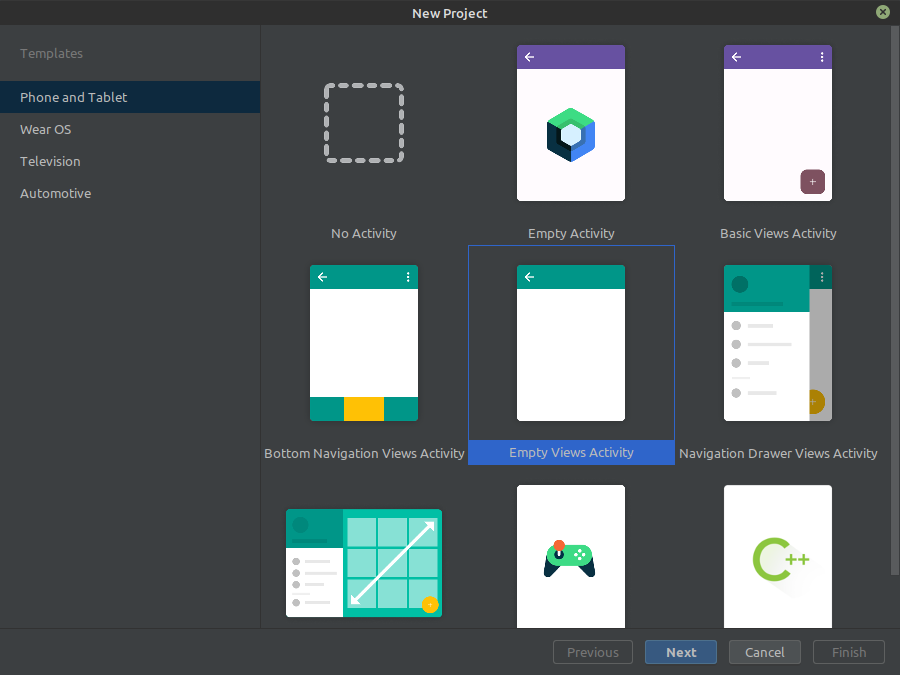 New Project
Templates
Phone and Tablet
Wear OS
Television
Automotive
No Activity
Empty Activity
Basic Views Activity
Bottom Navigation Views Activity
Empty Views Activity
Navigation Drawer Views Activity
C++
Previous
Next
Cancel
Finish